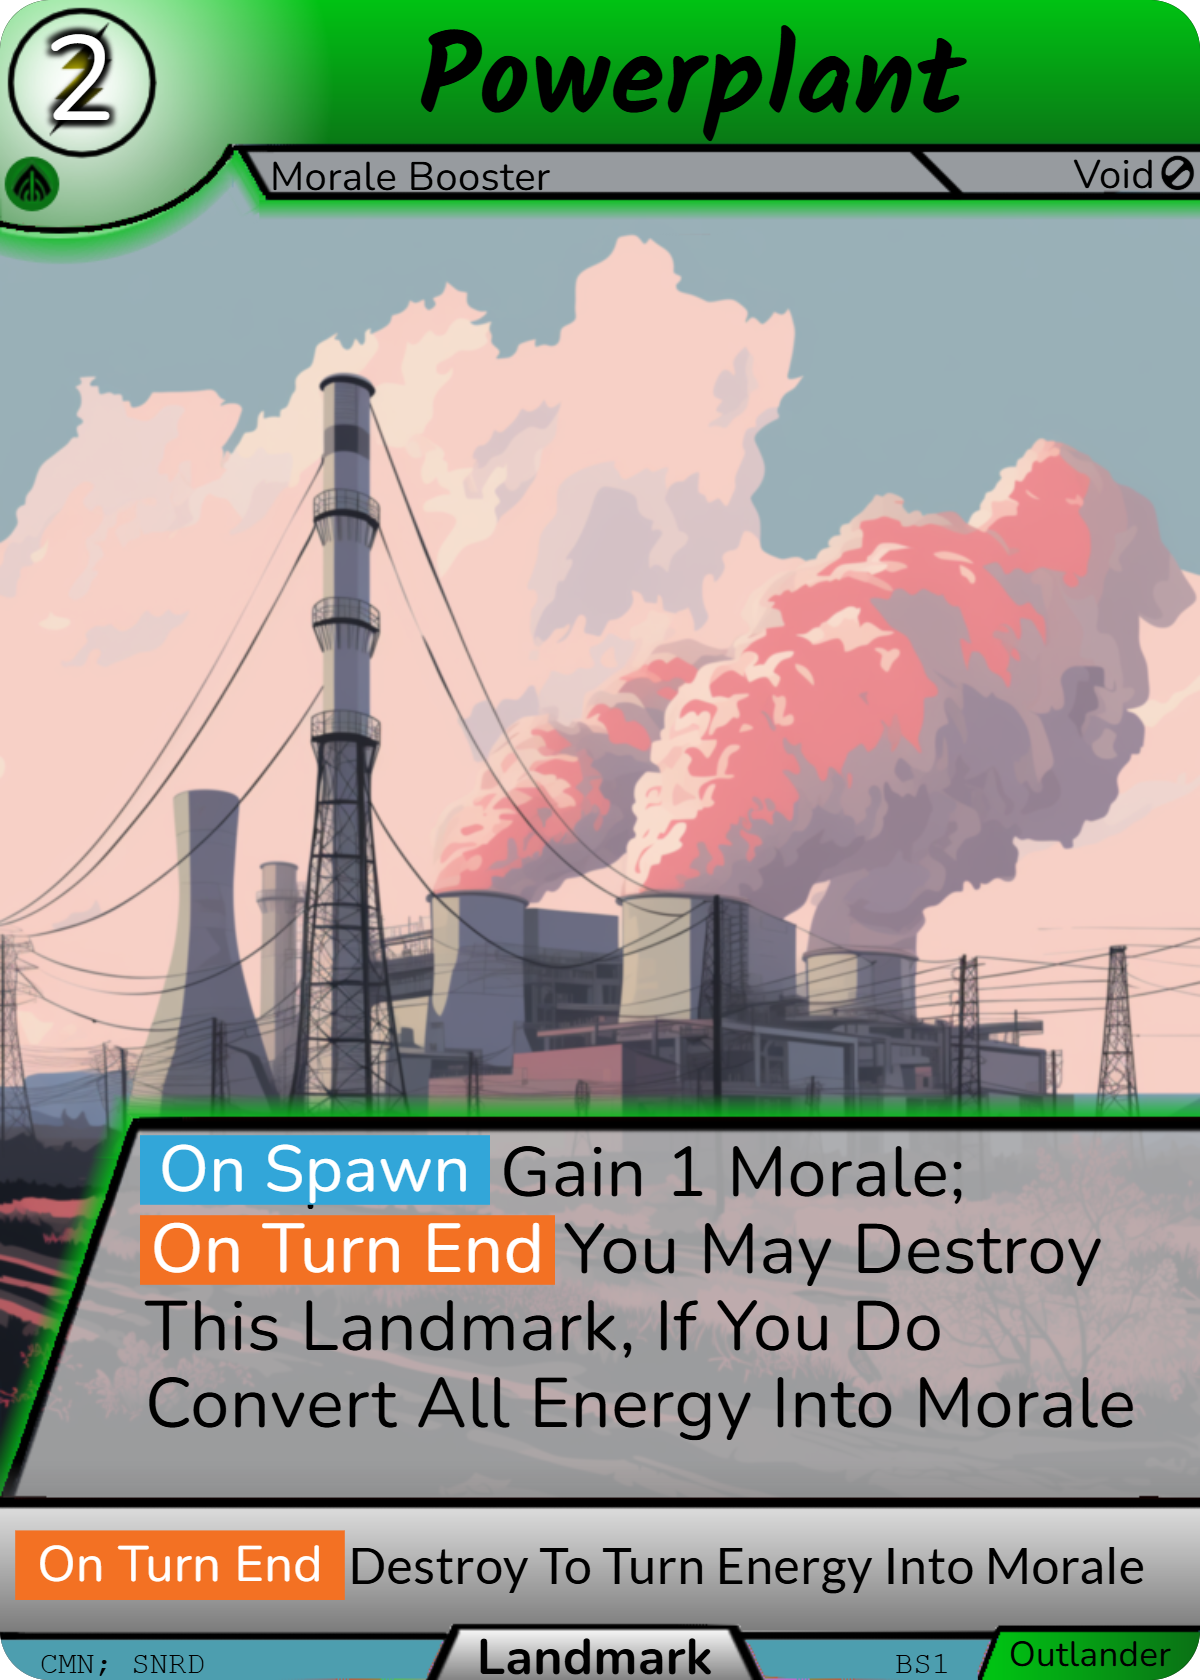 2
Powerplant
Morale Booster
Void
On Spawn Gain 1 Morale;
On Turn End You May Destroy
This Landmark, If You Do
Convert All Energy Into Morale
On Turn End Destroy To Turn Energy Into Morale
CMN; SNRD
Landmark
BS1
Outlander